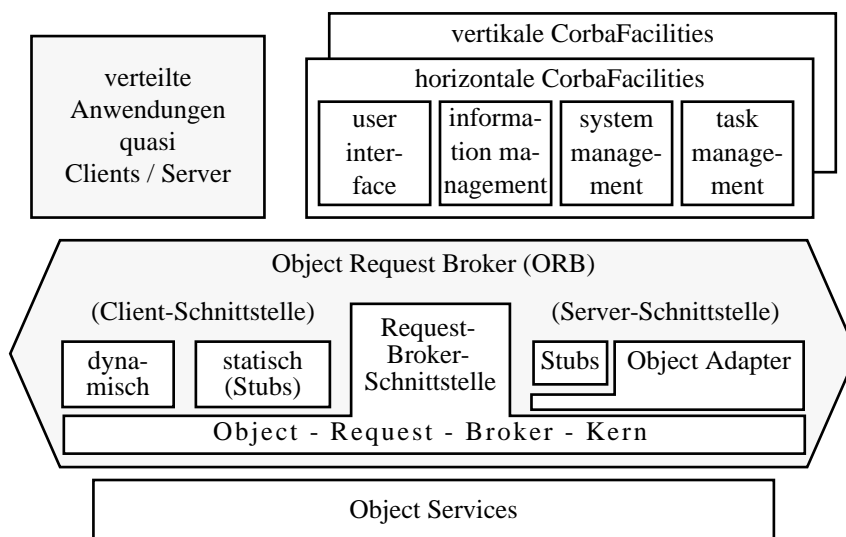 verteilte
Anwendungen
quasi
Clients / Server
vertikale CorbaFacilities
horizontale CorbaFacilities
user
inter-
face
informa-
tion ma-
nagement
system
manage-
ment
task
manage-
ment
Object Request Broker (ORB)
(Client-Schnittstelle)
(Server-Schnittstelle)
dyna-
misch
statisch
(Stubs)
Request-
Broker-
Schnittstelle
Stubs
Object Adapter
Object - Request - Broker - Kern
Object Services